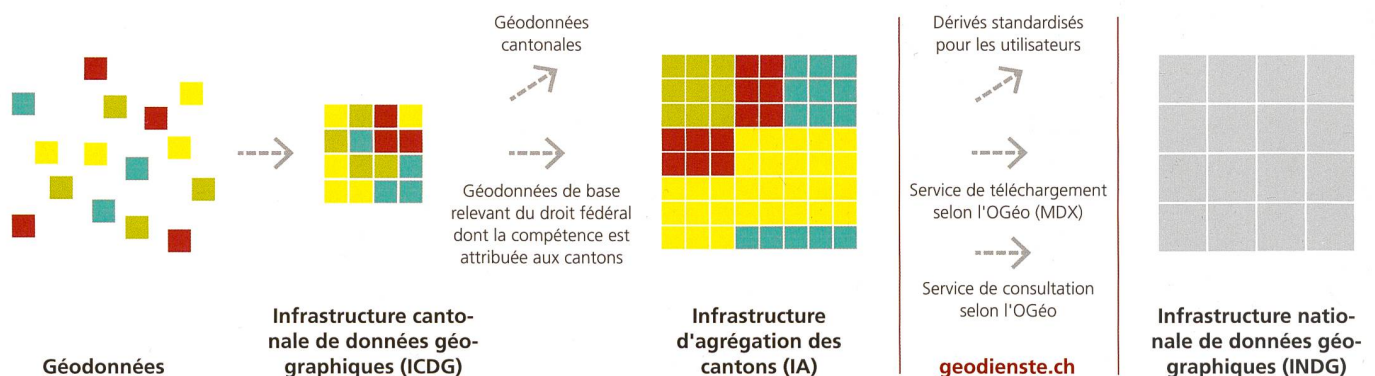 Géodonnées
cantonales
Géodonnées de base
relevant du droit fédéral
dont la compétence est
attribuée aux cantons
Dérivés standardisés
pour les utilisateurs
Service de téléchargement
selon l'OGéo (MDX)
Service de consultation
selon l'OGéo
Géodonnées
Infrastructure canto-
nale de données géo-
graphiques (ICDG)
Infrastructure
d'agrégation des
cantons (IA)
geodienste.ch
Infrastructure natio-
nale de données géo-
graphiques (INDG)